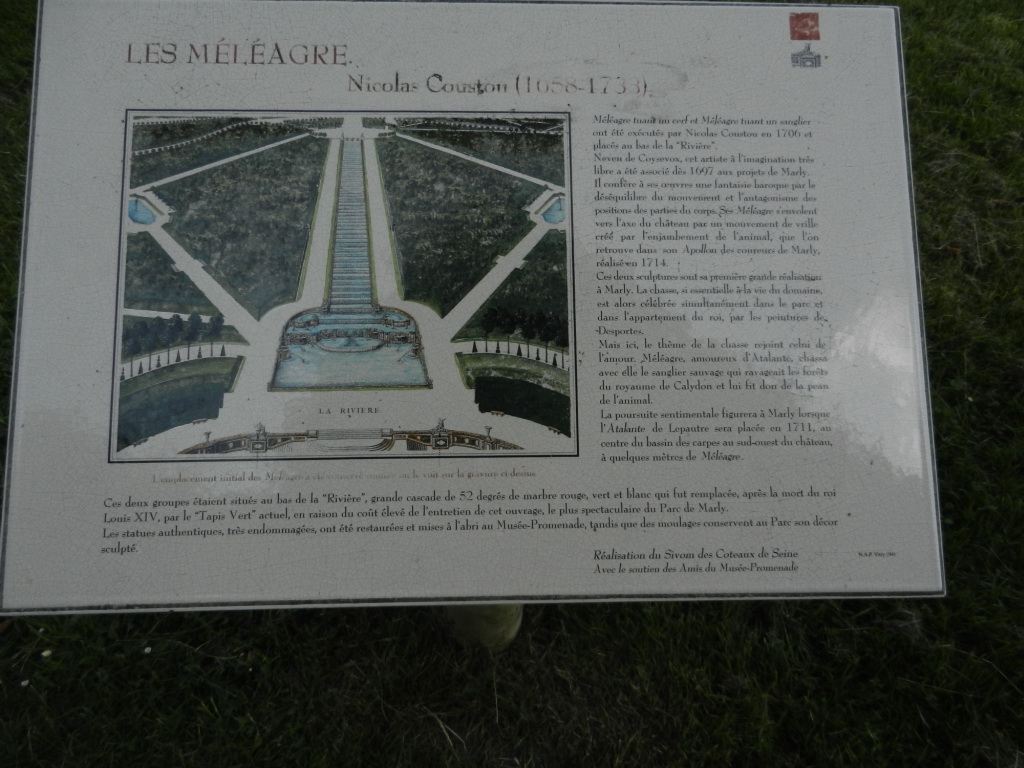 LES MÉLÉAGRE
Nicolas Coustou (1658-1733)
Méléagre tuant un cerf et Méléagre tuant un sanglier
ont été exécutés par Nicolas Coustou en 1706 et
placés au bas de la "Rivière".
Neveu de Coysevox, cet artiste à l'imagination très
libre a été associé dès 1697 aux projets de Marly.
Il confère à ses œuvres une fantaisie baroque par le
déséquilibre du mouvement et l'antagonisme des
positions des parties du corps. Ses Méléagre s'envolent
vers l'axe du château par un mouvement de vrille
créé par l'enjambement de l'animal, que l'on
retrouve dans son Apollon des coureurs de Marly,
réalisé en 1714.
Ces deux sculptures sont sa première grande réalisation
à Marly. La chasse, si essentielle à la vie du domaine,
est alors célébrée simultanément dans le parc et
dans l'appartement du roi, par les peintures de
Desportes.
Mais ici, le thème de la chasse rejoint celui de
l'amour. Méléagre, amoureux d'Atalante, chassa
avec elle le sanglier sauvage qui ravageait les forêts
du royaume de Calydon et lui fit don de la peau
de l'animal.
La poursuite sentimentale figurera à Marly lorsque
l'Atalante de Lepautre sera placée en 1711, au
centre du bassin des carpes au sud-ouest du château,
à quelques mètres de Méléagre.
LA RIVIERE
L'emplacement initial des Méléagre a été on le voit sur la gravure ci-dessus
Ces deux groupes étaient situés au bas de la "Rivière", grande cascade de 52 degrés de marbre rouge, vert et blanc qui fut remplacée, après la mort du roi
Louis XIV, par le "Tapis Vert" actuel, en raison du coût élevé de l'entretien de cet ouvrage, le plus spectaculaire du Parc de Marly.
Les statues authentiques, très endommagées, ont été restaurées et mises à l'abri au Musée-Promenade, tandis que des moulages conservent au Parc son décor
sculpté.
Réalisation du Sivom des Coteaux de Seine
Avec le soutien des Amis du Musée-Promenade